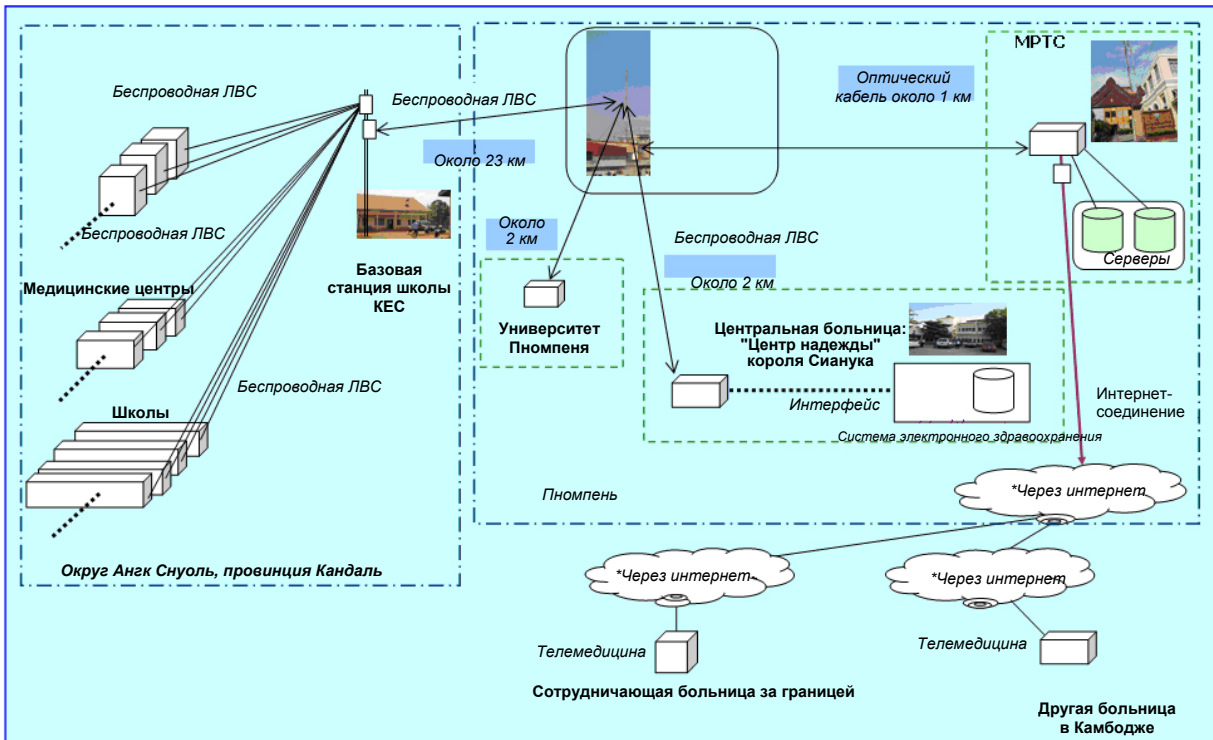 Беспроводная ЛВС
Беспроводная ЛВС
Медицинские центры
Беспроводная ЛВС
Школы
Округ Ангк Снуоль, провинция Кандаль
Беспроводная ЛВС
Около 23 км
Базовая
станция школы
КЕС
Около
2 км
Университет
Пномпеня
Беспроводная ЛВС
Около 2 км
Оптический
кабель около 1 км
МРТС
Серверы
Центральная больница:
"Центр надежды"
короля Сианука
Интерфейс
Система электронного здравоохранения
Интернет-
соединение
Пномпень
*Через интернет
*Через интернет
*Через интернет
Телемедицина
Сотрудничающая больница за границей
Телемедицина
Другая больница
в Камбодже